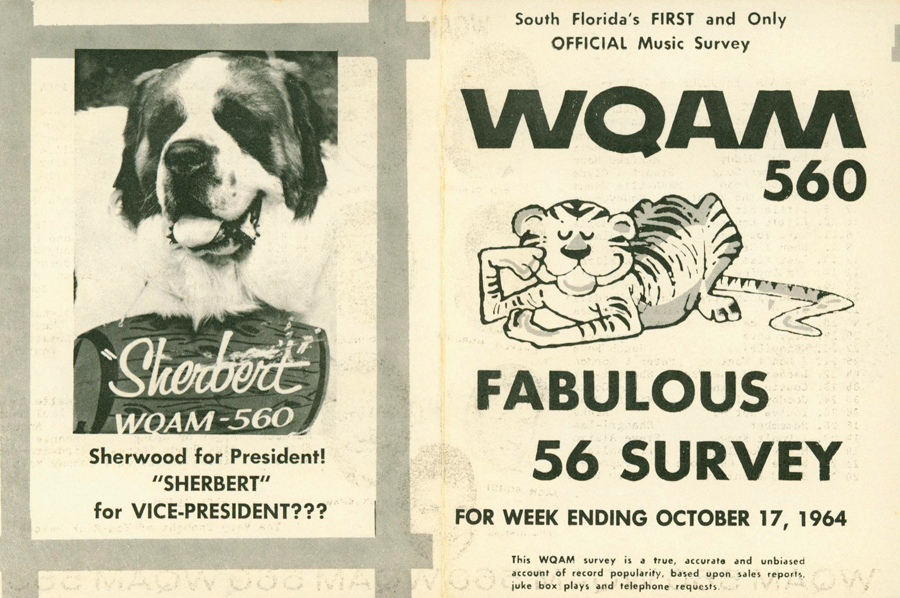 "Sherbert"
WQAM-560
Sherwood for President!
"SHERBERT"
for VICE-PRESIDENT???
South Florida's FIRST and Only
OFFICIAL Music Survey
WQAM
560
FABULOUS
56 SURVEY
FOR WEEK ENDING OCTOBER 17, 1964
This WQAM survey is a true, accurate and unbiased
account of record popularity, based upon sales reports,
juke box plays and telephone requests.